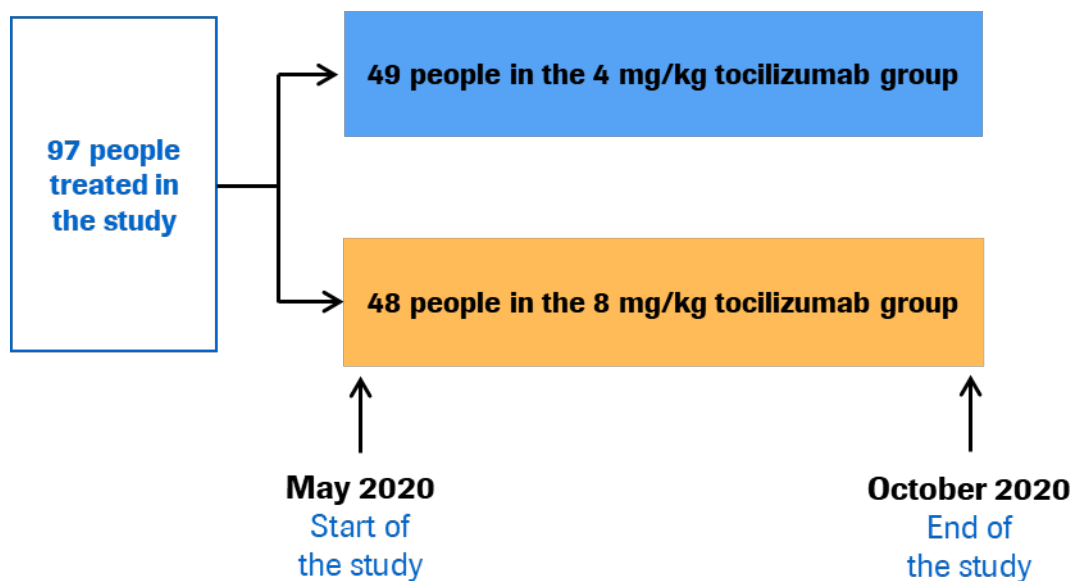 97 people
treated in
the study
49 people in the 4 mg/kg tocilizumab group
48 people in the 8 mg/kg tocilizumab group
May 2020
Start of
the study
October 2020
End of
the study